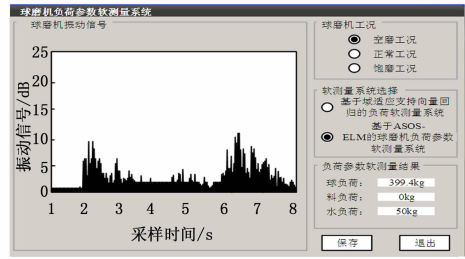 球磨机负荷参数软测量系统
球磨机振动信号
振动信号/dB
25
20
15
10
5
0
1 2 3 4 5 6 7 8
采样时间/s
球磨机工况
空磨工况
正常工况
饱磨工况
软测量系统选择
基于域适应支持向量回
归的负荷软测量系统
基于ASOS-
ELM的球磨机负荷参数
软测量系统
负荷参数软测量结果
球负荷： 399.4kg
料负荷： 0kg
水负荷： 50kg
保存 退出